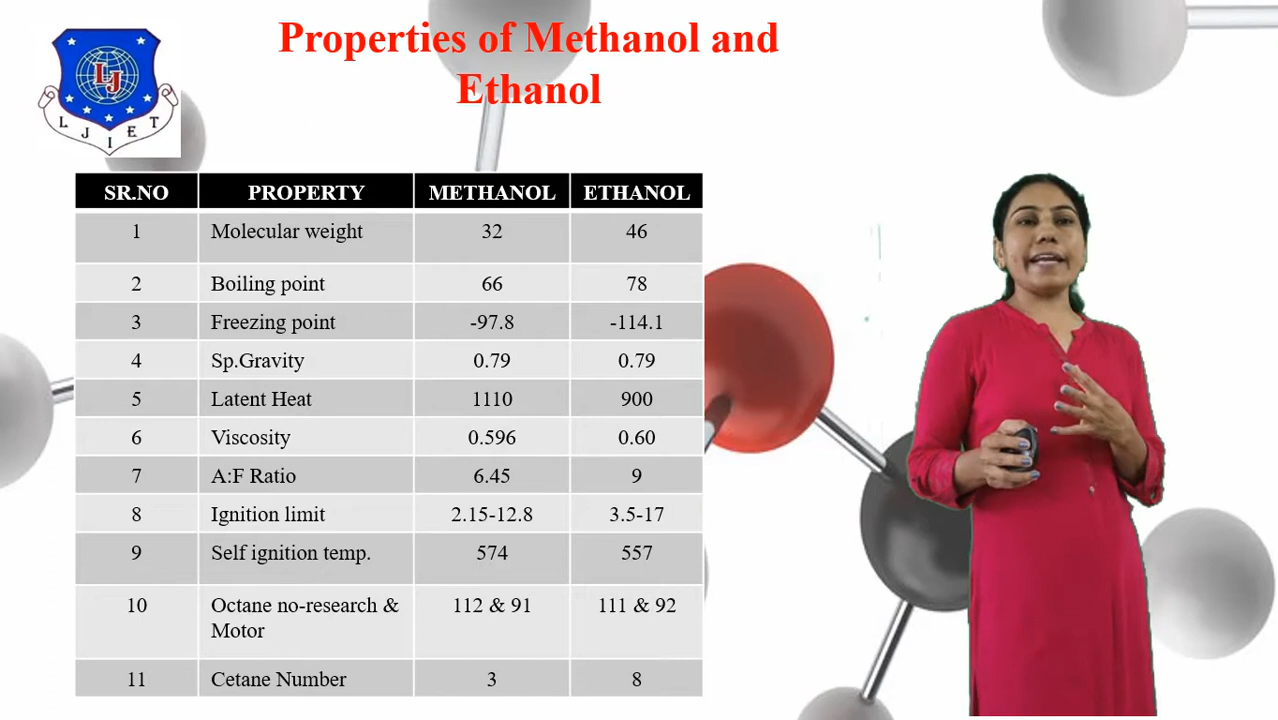 Properties of Methanol and
Ethanol
LJ
L J I E T
SR.NO PROPERTY METHANOL ETHANOL
1 Molecular weight 32 46
2 Boiling point 66 78
3 Freezing point -97.8 -114.1
4 Sp.Gravity 0.79 0.79
5 Latent Heat 1110 900
6 Viscosity 0.596 0.60
7 A:F Ratio 6.45 9
8 Ignition limit 2.15-12.8 3.5-17
9 Self ignition temp. 574 557
10 Octane no-research & 112 & 91 111 & 92
Motor
11 Cetane Number 3 8